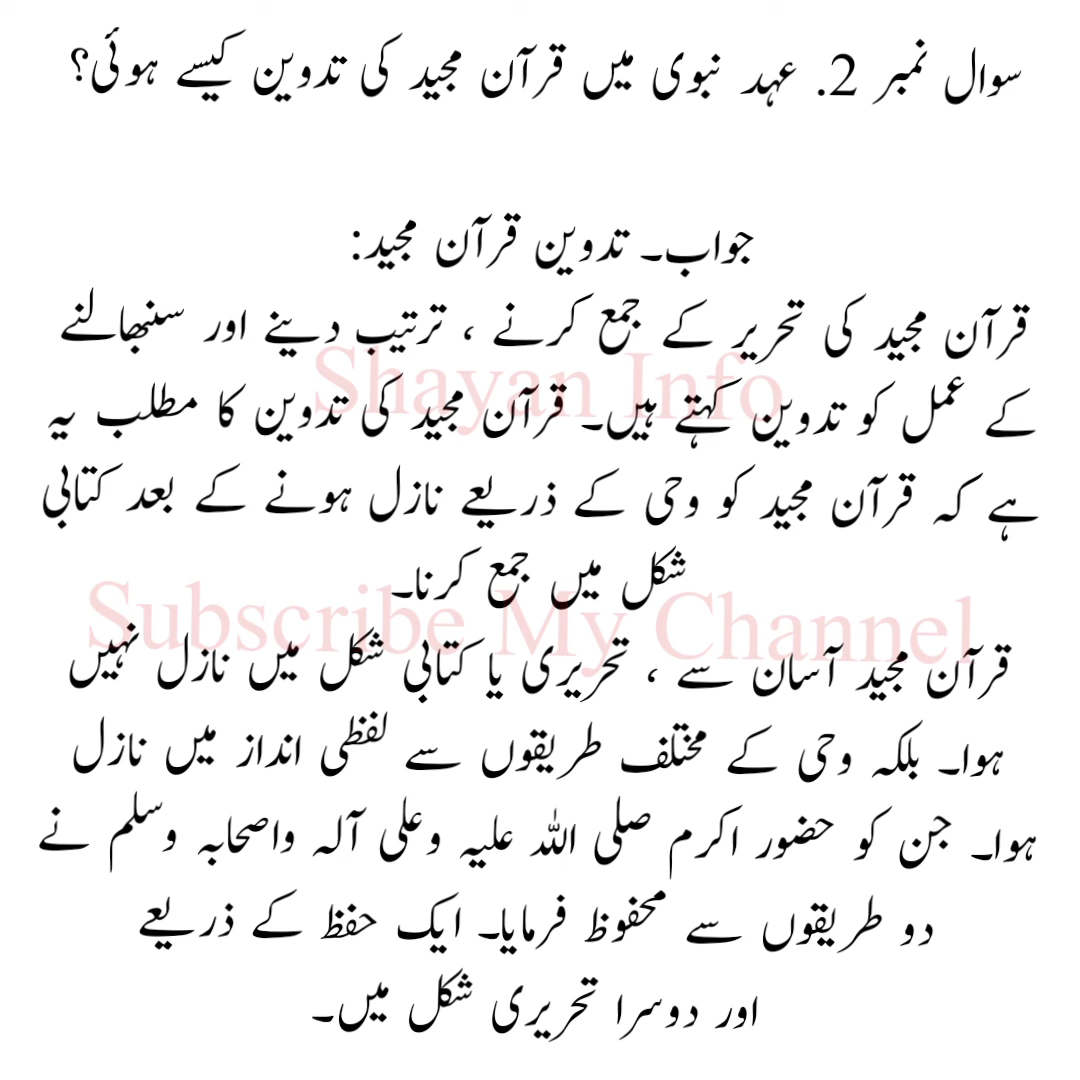 سوال نمبر 2. عہد نبوی میں قرآن مجید کی تدوین کیسے ہوئی؟
جواب۔ تدوین قرآن مجید:
قرآن مجید کی تحریر کے جمع کرنے ، ترتیب دینے اور سنبھالنے
Shayan Info
کے عمل کو تدوین کہتے ہیں۔ قرآن مجید کی تدوین کا مطلب یہ
ہے کہ قرآن مجید کو وحی کے ذریعے نازل ہونے کے بعد کتابی
شکل میں جمع کرنا۔
Subscribe My Channel
قرآن مجید آسان سے ، تحریری یا کتابی شکل میں نازل نہیں
ہوا۔ بلکہ وحی کے مختلف طریقوں سے لفظی انداز میں نازل
ہوا۔ جن کو حضور اکرم صلی اللہ علیہ وعلی آلہ واصحابہ وسلم نے
دو طریقوں سے محفوظ فرمایا۔ ایک حفظ کے ذریعے
اور دوسرا تحریری شکل میں۔